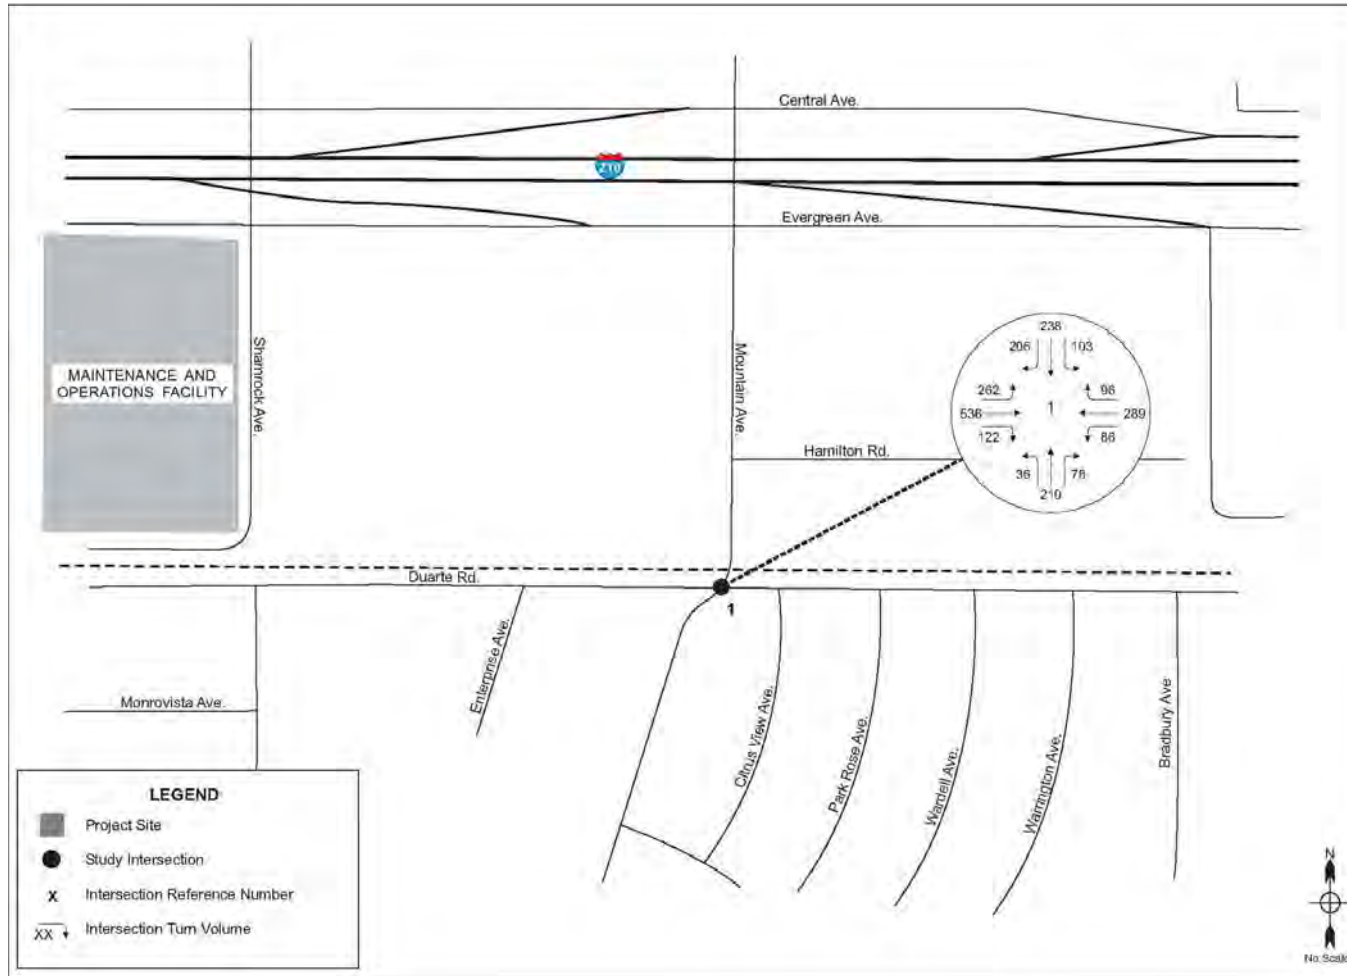 Central Ave.
210
Evergreen Ave.
238
206
103
262
96
536
1
289
122
86
36
78
210
MAINTENANCE AND
OPERATIONS FACILITY
Shamrock Ave.
Mountain Ave.
Hamilton Rd.
Duarte Rd.
1
Enterprise Ave.
Monrovista Ave.
Citrus View Ave.
Park Rose Ave.
Wardell Ave.
Warrington Ave.
Bradbury Ave
LEGEND
Project Site
Study Intersection
X Intersection Reference Number
XX Intersection Turn Volume
N
No Scale